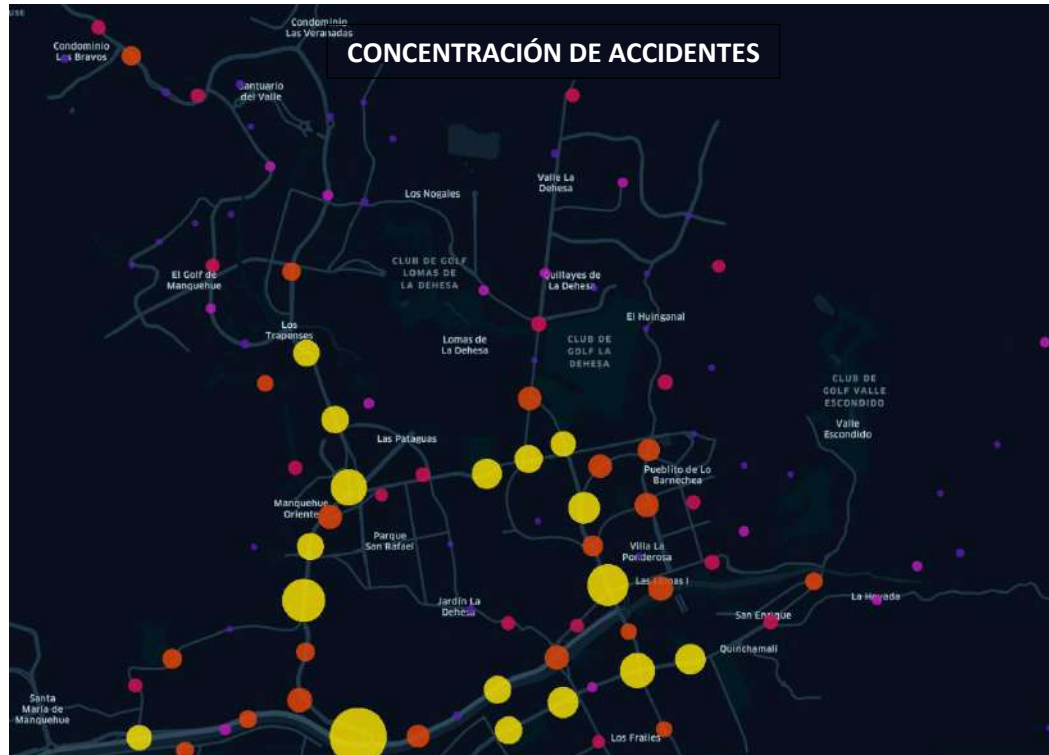 USE
Condominio
Las Veranadas
CONCENTRACIÓN DE ACCIDENTES
Condominio
Los Bravos
Santuario
del Valle
Valle La
Dehesa
Los Nogales
CLUB DE GOLF
LOMAS DE
LA DEHESA
El Golf de
Manquehue
Quillayes de
La Dehesa
El Huinganal
Los
Trapenses
Lomas de
La Dehesa
CLUB DE
GOLF LA
DEHESA
CLUB DE
GOLF VALLE
ESCONDIDO
Valle
Escondido
Las Pataguas
Pueblito de Lo
Barnechea
Manquehue
Oriente
Parque
San Rafael
Villa La
Ponderosa
Las Lomas I
Jardín La
Dehesa
La Hoyada
San Enrique
Quinchamalí
Santa
María de
Manquehue
Los Frailes